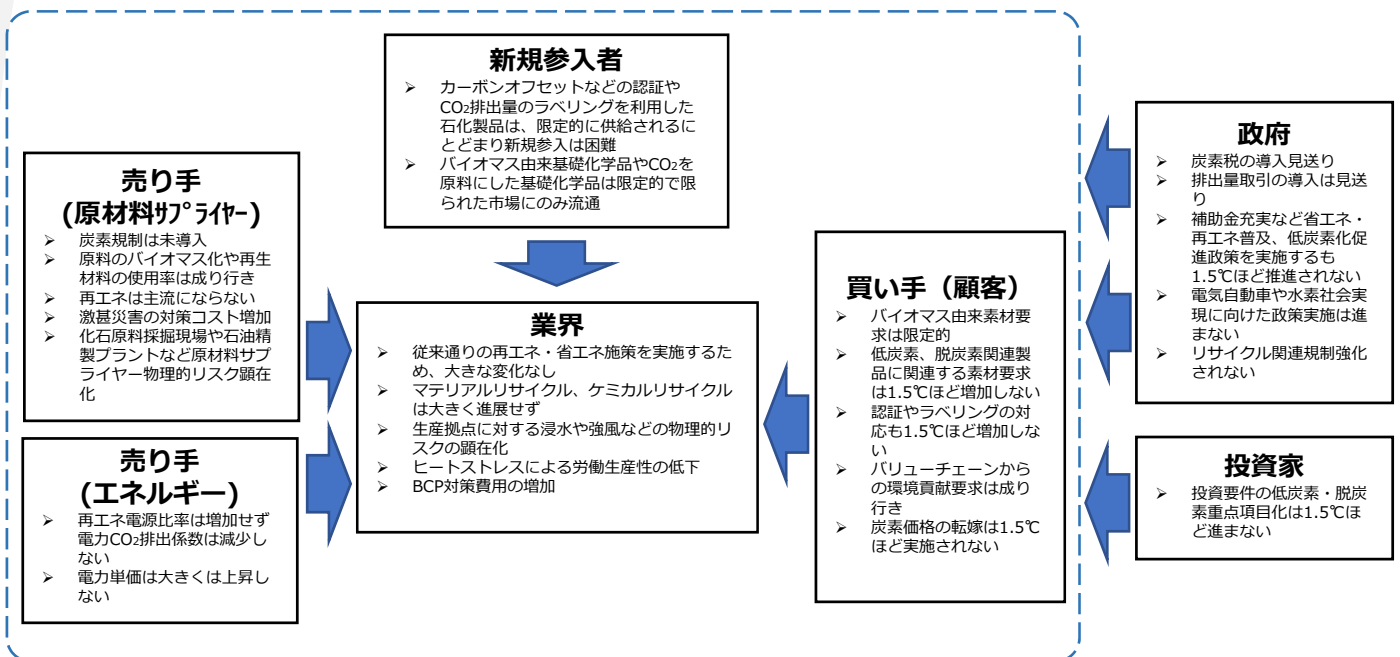 新規参入者
➢ カーボンオフセットなどの認証や
CO₂排出量のラベリングを利用した
石化製品は、限定的に供給されるに
とどまり新規参入は困難
➢ バイオマス由来基礎化学品やCO₂を
原料にした基礎化学品は限定的で限
られた市場にのみ流通
売り手
(原材料ｻﾌﾟﾗｲﾔｰ)
➢ 炭素規制は未導入
➢ 原料のバイオマス化や再生
材料の使用率は成り行き
➢ 再エネは主流にならない
➢ 激甚災害の対策コスト増加
➢ 化石原料採掘現場や石油精
製プラントなど原材料サプ
ライヤー物理的リスク顕在
化
売り手
(エネルギー)
➢ 再エネ電源比率は増加せず
電力CO₂排出係数は減少し
ない
➢ 電力単価は大きくは上昇し
ない
業界
➢ 従来通りの再エネ・省エネ施策を実施するた
め、大きな変化なし
➢ マテリアルリサイクル、ケミカルリサイクル
は大きく進展せず
➢ 生産拠点に対する浸水や強風などの物理的リ
スクの顕在化
➢ ヒートストレスによる労働生産性の低下
➢ BCP対策費用の増加
買い手（顧客）
➢ バイオマス由来素材要
求は限定的
➢ 低炭素、脱炭素関連製
品に関連する素材要求
は1.5℃ほど増加しない
➢ 認証やラベリングの対
応も1.5℃ほど増加しな
い
➢ バリューチェーンから
の環境貢献要求は成り
行き
➢ 炭素価格の転嫁は1.5℃
ほど実施されない
政府
➢ 炭素税の導入見送り
➢ 排出量取引の導入は見送
り
➢ 補助金充実など省エネ・
再エネ普及、低炭素化促
進政策を実施するも
1.5℃ほど推進されない
➢ 電気自動車や水素社会実
現に向けた政策実施は進
まない
➢ リサイクル関連規制強化
されない
投資家
➢ 投資要件の低炭素・脱炭
素重点項目化は1.5℃ほ
ど進まない